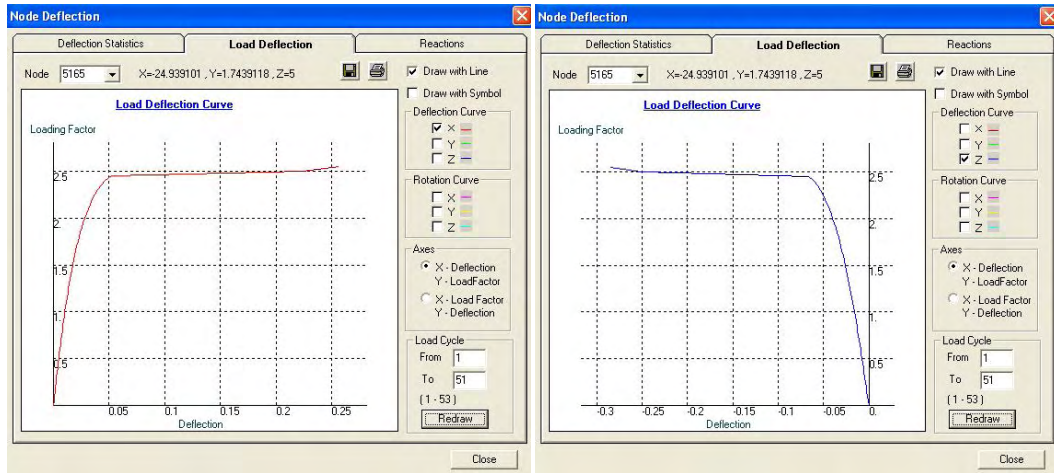 Node Deflection
Deflection Statistics
Load Deflection
Reactions
Node 5165 X=-24.939101 , Y=1.7439118 , Z=5
Draw with Line
Draw with Symbol
Load Deflection Curve
Loading Factor
2.5
2.
1.5
1.
0.5
0.05 0.1 0.15 0.2 0.25
Deflection
Deflection Curve
X
Y
Z
Rotation Curve
X
Y
Z
Axes
X - Deflection
Y - LoadFactor
X - Load Factor
Y - Deflection
Load Cycle
From 1
To 51
( 1 - 53 )
Redraw
Close
Node Deflection
Deflection Statistics
Load Deflection
Reactions
Node 5165 X=-24.939101 , Y=1.7439118 , Z=5
Draw with Line
Draw with Symbol
Load Deflection Curve
Loading Factor
2.5
2.
1.5
1.
0.5
-0.3 -0.25 -0.2 -0.15 -0.1 -0.05 0.
Deflection
Deflection Curve
X
Y
Z
Rotation Curve
X
Y
Z
Axes
X - Deflection
Y - LoadFactor
X - Load Factor
Y - Deflection
Load Cycle
From 1
To 51
( 1 - 53 )
Redraw
Close